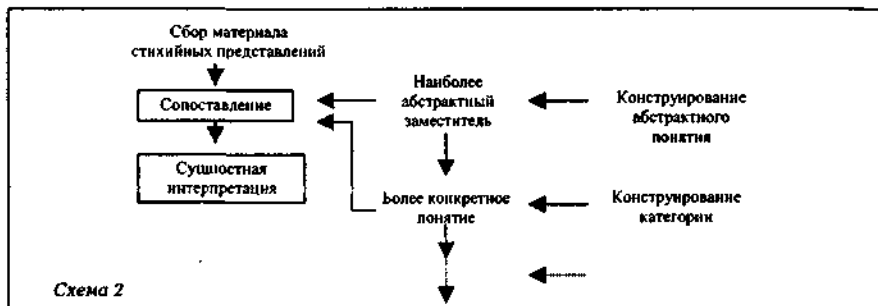 Сбор материала
стихийных представлений
Сопоставление
Сущностная
интерпретация
Наиболее
абстрактный
заместитель
Более конкретное
понятие
Конструирование
абстрактного
понятия
Конструирование
категории
Схема 2